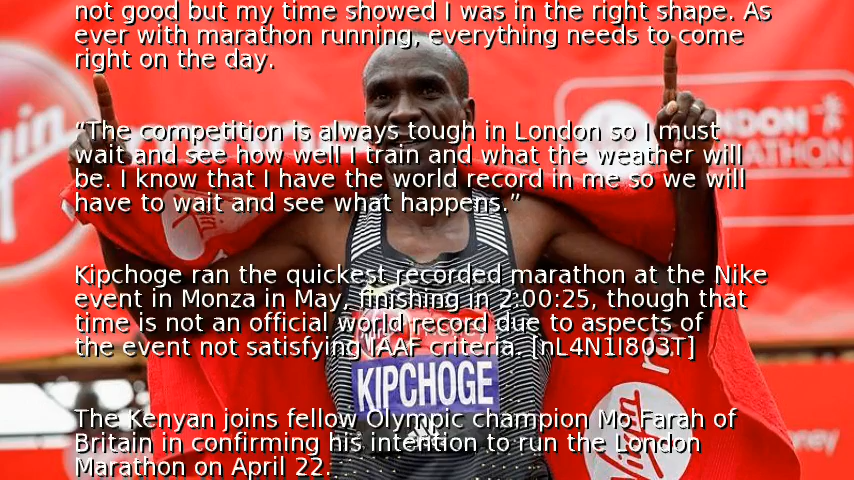 not good but my time showed I was in the right shape. As
ever with marathon running, everything needs to come
right on the day.
“The competition is always tough in London so I must
wait and see how well I train and what the weather will
be. I know that I have the world record in me so we will
have to wait and see what happens.”
Kipchoge ran the quickest recorded marathon at the Nike
event in Monza in May, finishing in 2:00:25, though that
time is not an official world record due to aspects of
the event not satisfying IAAF criteria. [nL4N1I803T]
KIPCHOGE
The Kenyan joins fellow Olympic champion Mo Farah of
Britain in confirming his intention to run the London
Marathon on April 22.